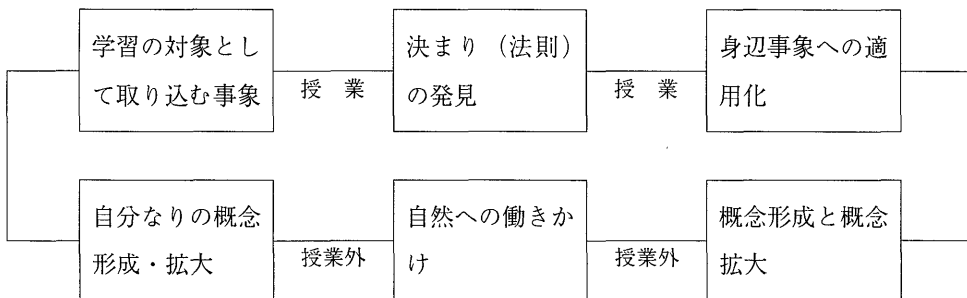 学習の対象とし
て取り込む事象
授業
決まり（法則）
の発見
授業
身辺事象への適
用化
自分なりの概念
形成・拡大
授業外
自然への働きか
け
授業外
概念形成と概念
拡大